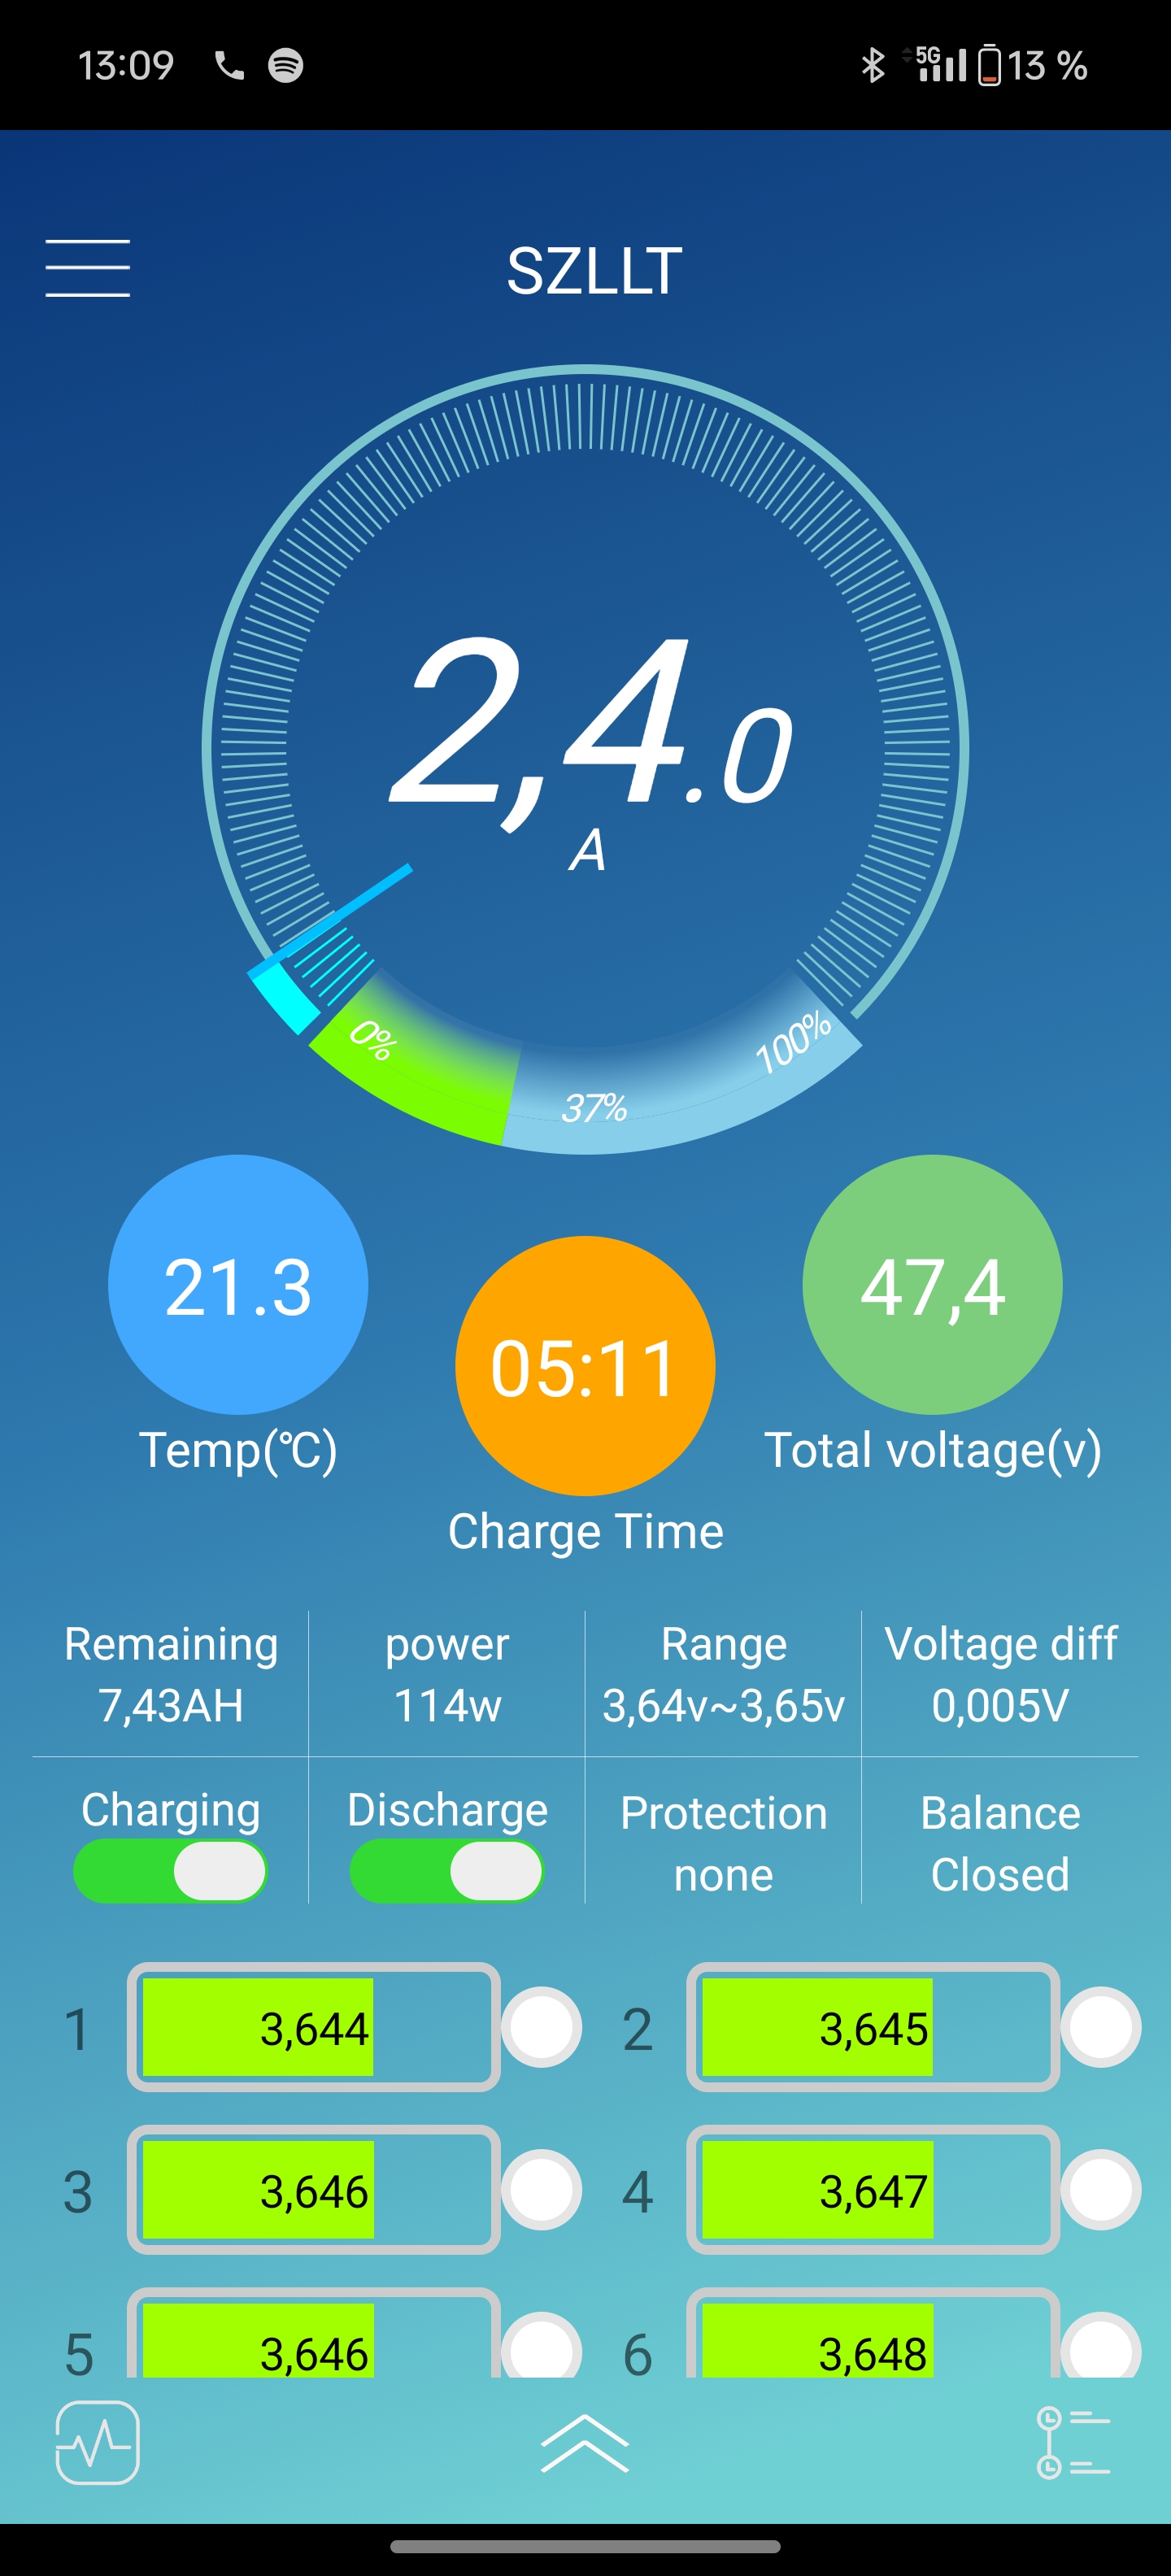 13:09 5G 13 %
SZLLT
2,4.0
A
0% 37% 100%
21.3 05:11 47,4
Temp(℃) Charge Time Total voltage(v)
Remaining power Range Voltage diff
7,43AH 114w 3,64v~3,65v 0,005V
Charging Discharge Protection Balance
none Closed
1 3,644 2 3,645
3 3,646 4 3,647
5 3,646 6 3,648